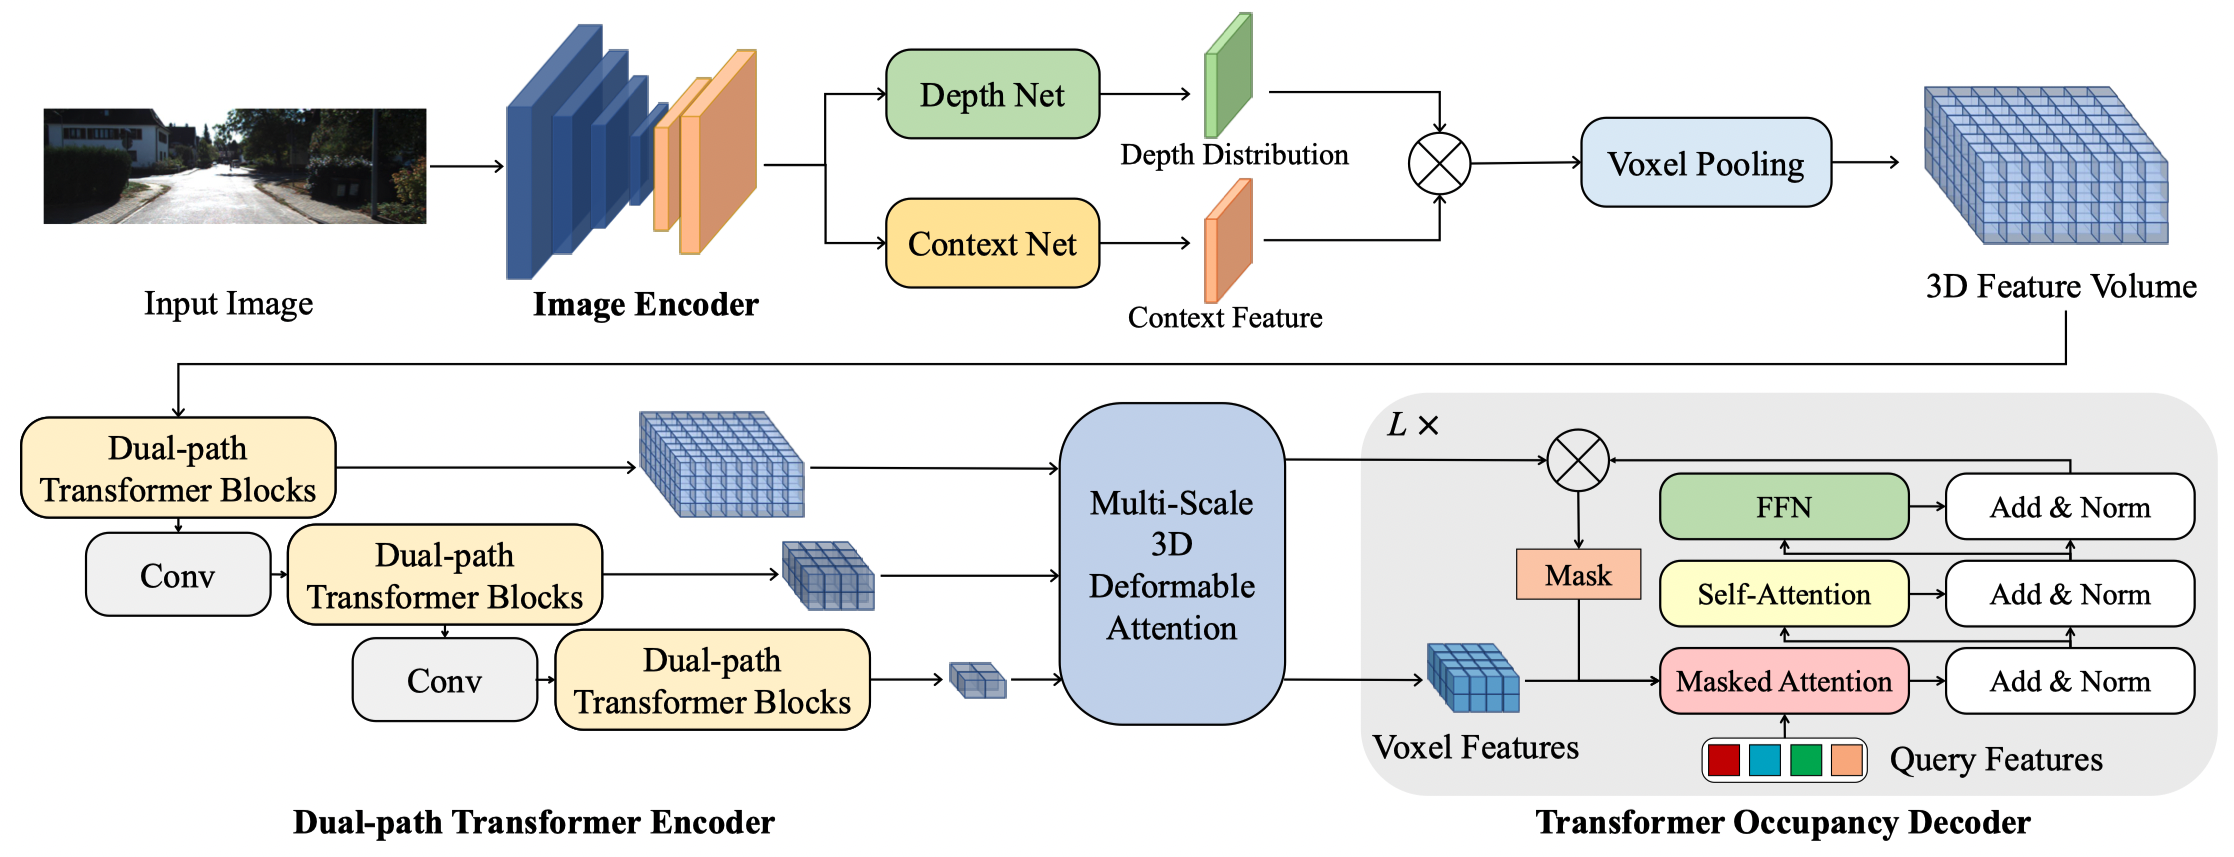 Input Image
Image Encoder
Depth Net
Context Net
Depth Distribution
Context Feature
Voxel Pooling
3D Feature Volume
Dual-path
Transformer Blocks
Conv
Dual-path
Transformer Blocks
Conv
Dual-path
Transformer Blocks
Multi-Scale
3D
Deformable
Attention
L ×
Mask
FFN
Add & Norm
Self-Attention
Add & Norm
Masked Attention
Add & Norm
Voxel Features
Query Features
Dual-path Transformer Encoder
Transformer Occupancy Decoder